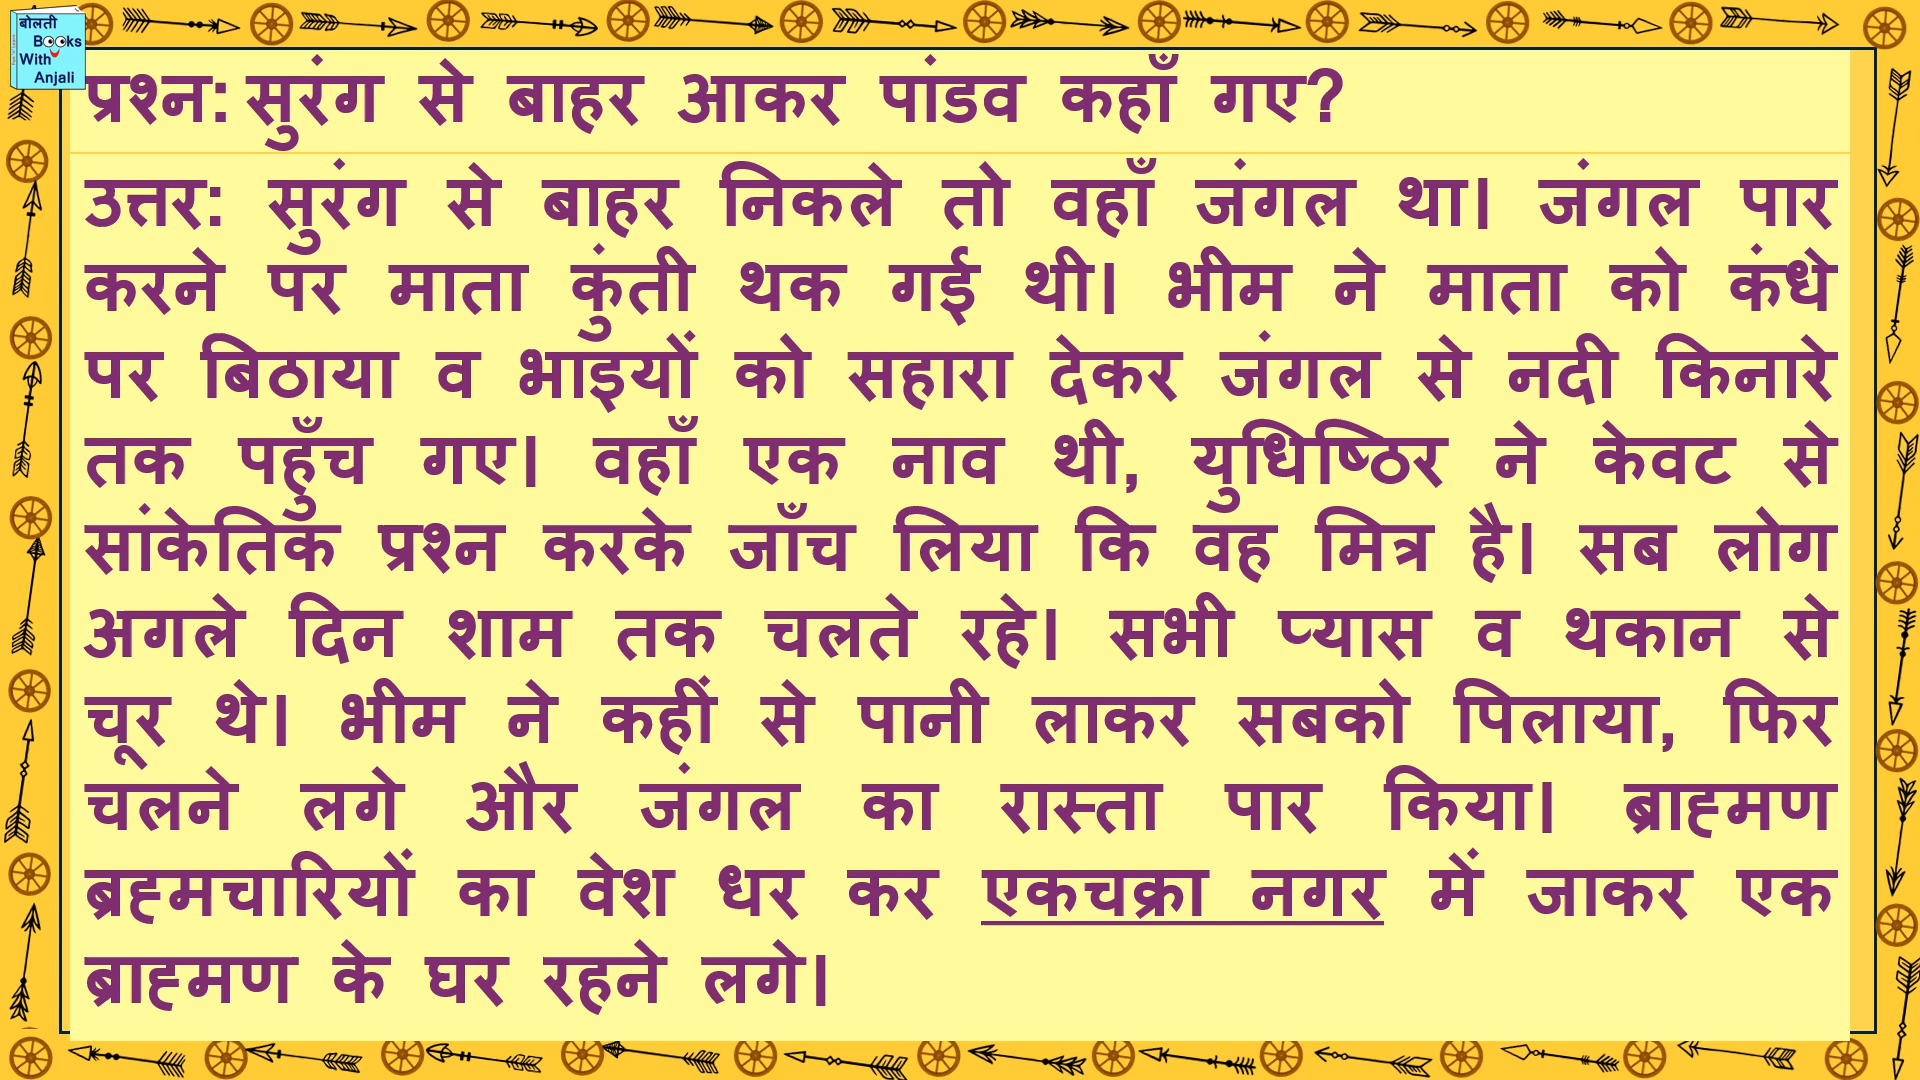 बोलती
Books
With
Anjali
प्रश्न: सुरंग से बाहर आकर पांडव कहाँ गए?
उत्तर: सुरंग से बाहर निकले तो वहाँ जंगल था। जंगल पार
करने पर माता कुंती थक गई थी। भीम ने माता को कंधे
पर बिठाया व भाइयों को सहारा देकर जंगल से नदी किनारे
तक पहुँच गए। वहाँ एक नाव थी, युधिष्ठिर ने केवट से
सांकेतिक प्रश्न करके जाँच लिया कि वह मित्र है। सब लोग
अगले दिन शाम तक चलते रहे। सभी प्यास व थकान से
चूर थे। भीम ने कहीं से पानी लाकर सबको पिलाया, फिर
चलने लगे और जंगल का रास्ता पार किया। ब्राह्मण
ब्रह्मचारियों का वेश धर कर एकचक्रा नगर में जाकर एक
ब्राह्मण के घर रहने लगे।